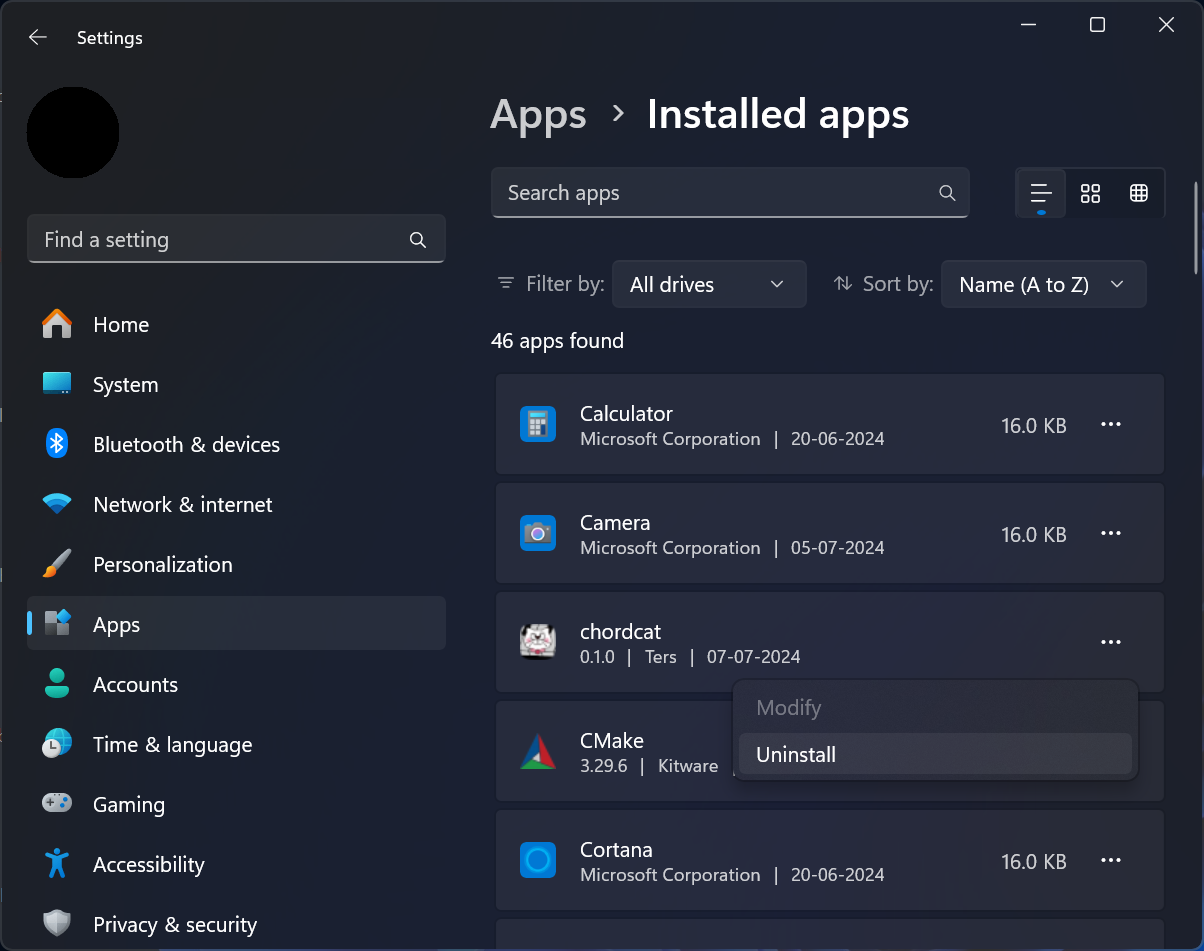 Settings
Find a setting
Home
System
Bluetooth & devices
Network & internet
Personalization
Apps
Accounts
Time & language
Gaming
Accessibility
Privacy & security
Apps › Installed apps
Search apps
Filter by: All drives Sort by: Name (A to Z)
46 apps found
Calculator
Microsoft Corporation | 20-06-2024
16.0 KB
Camera
Microsoft Corporation | 05-07-2024
16.0 KB
chordcat
0.1.0 | Ters | 07-07-2024
Modify
Uninstall
CMake
3.29.6 | Kitware
Cortana
Microsoft Corporation | 20-06-2024
16.0 KB